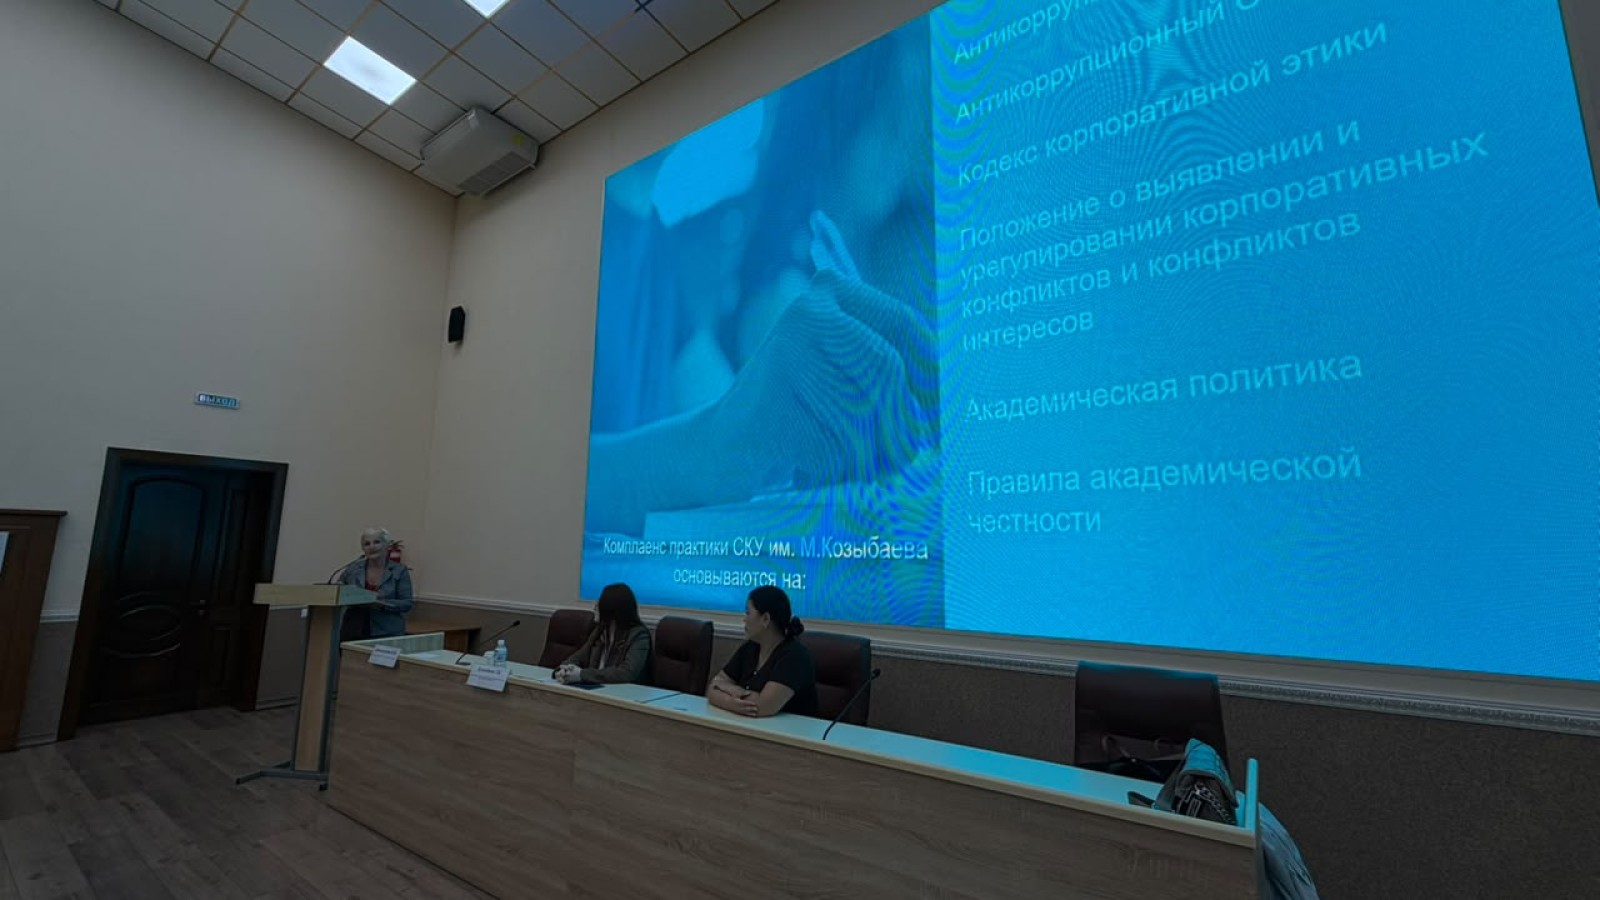 Антикоррупционный
Кодекс корпоративной этики
Положение о выявлении и
урегулировании корпоративных
конфликтов и конфликтов
интересов
Академическая политика
Правила академической
честности
Комплаенс практики СКУ им. М.Козыбаева
основываются на:
ВЫХОД